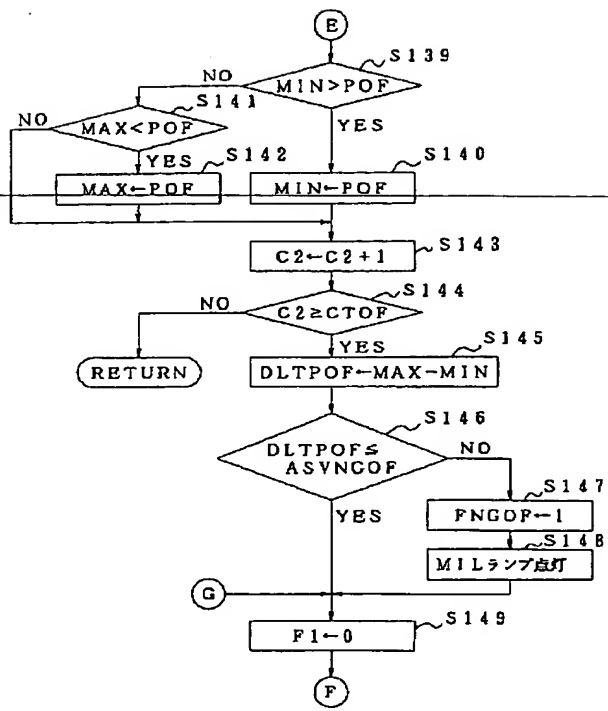 E
S139
NO
MIN>POF
S141
NO
MAX<POF
YES
YES
S142
S140
MAX←POF
MIN←POF
S143
C2←C2+1
S144
NO
C2≥CTOF
YES
S145
RETURN
DLTPOF←MAX−MIN
S146
DLTPOF≦
ASVNGOF
NO
S147
YES
FNGOF←1
S148
MILランプ点灯
G
S149
F1←0
F